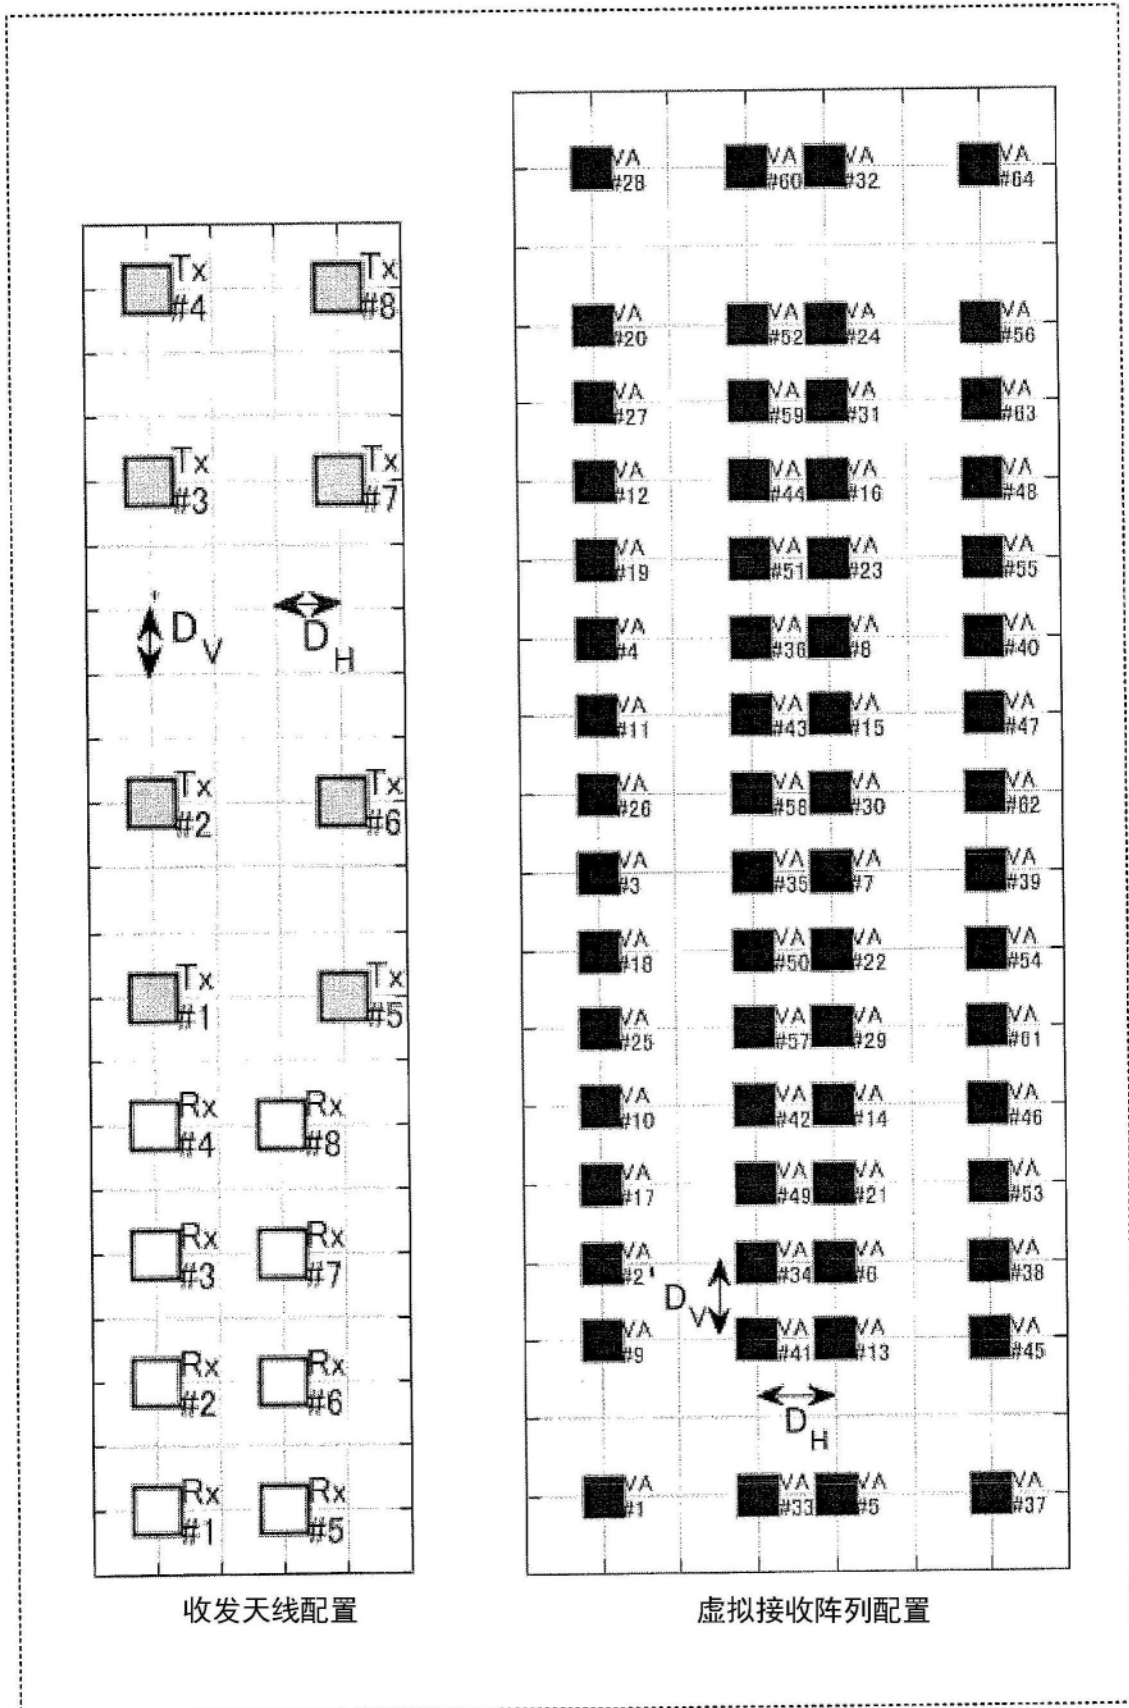 Tx
#4
Tx
#8
Tx
#3
Tx
#7
D V
D H
Tx
#2
Tx
#6
Tx
#1
Tx
#5
Rx
#4
Rx
#8
Rx
#3
Rx
#7
Rx
#2
Rx
#6
Rx
#1
Rx
#5
收发天线配置
VA
#28
VA
#60
VA
#32
VA
#64
VA
#20
VA
#52
VA
#24
VA
#56
VA
#27
VA
#59
VA
#31
VA
#63
VA
#12
VA
#44
VA
#16
VA
#48
VA
#19
VA
#51
VA
#23
VA
#55
VA
#4
VA
#36
VA
#8
VA
#40
VA
#11
VA
#43
VA
#15
VA
#47
VA
#26
VA
#58
VA
#30
VA
#62
VA
#3
VA
#35
VA
#7
VA
#39
VA
#18
VA
#50
VA
#22
VA
#54
VA
#25
VA
#57
VA
#29
VA
#61
VA
#10
VA
#42
VA
#14
VA
#46
VA
#17
VA
#49
VA
#21
VA
#53
VA
#2
VA
#34
VA
#6
VA
#38
D V
VA
#9
VA
#41
VA
#13
VA
#45
D H
VA
#1
VA
#33
VA
#5
VA
#37
虚拟接收阵列配置